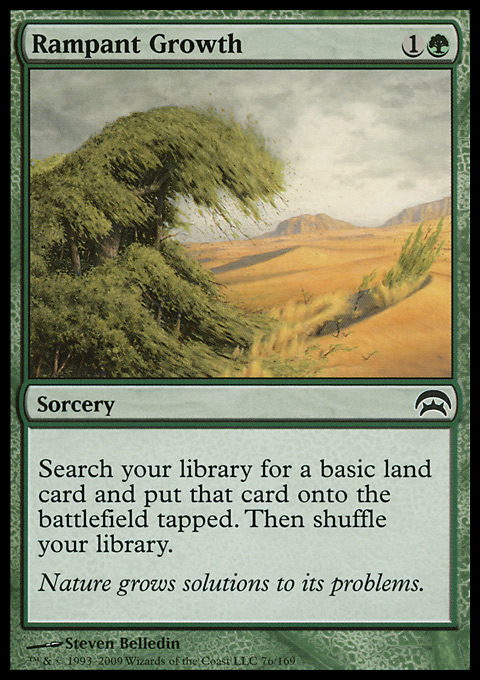 Rampant Growth 1
Sorcery
Search your library for a basic land
card and put that card onto the
battlefield tapped. Then shuffle
your library.
Nature grows solutions to its problems.
Steven Belledin
™ & © 1993–2009 Wizards of the Coast LLC 76/169